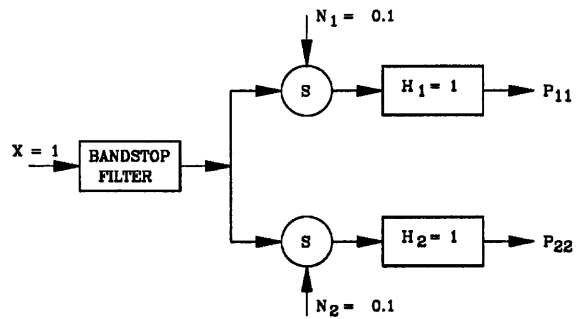 N₁ = 0.1
S
H₁ = 1
P₁₁
X = 1
BANDSTOP
FILTER
S
H₂ = 1
P₂₂
N₂ = 0.1